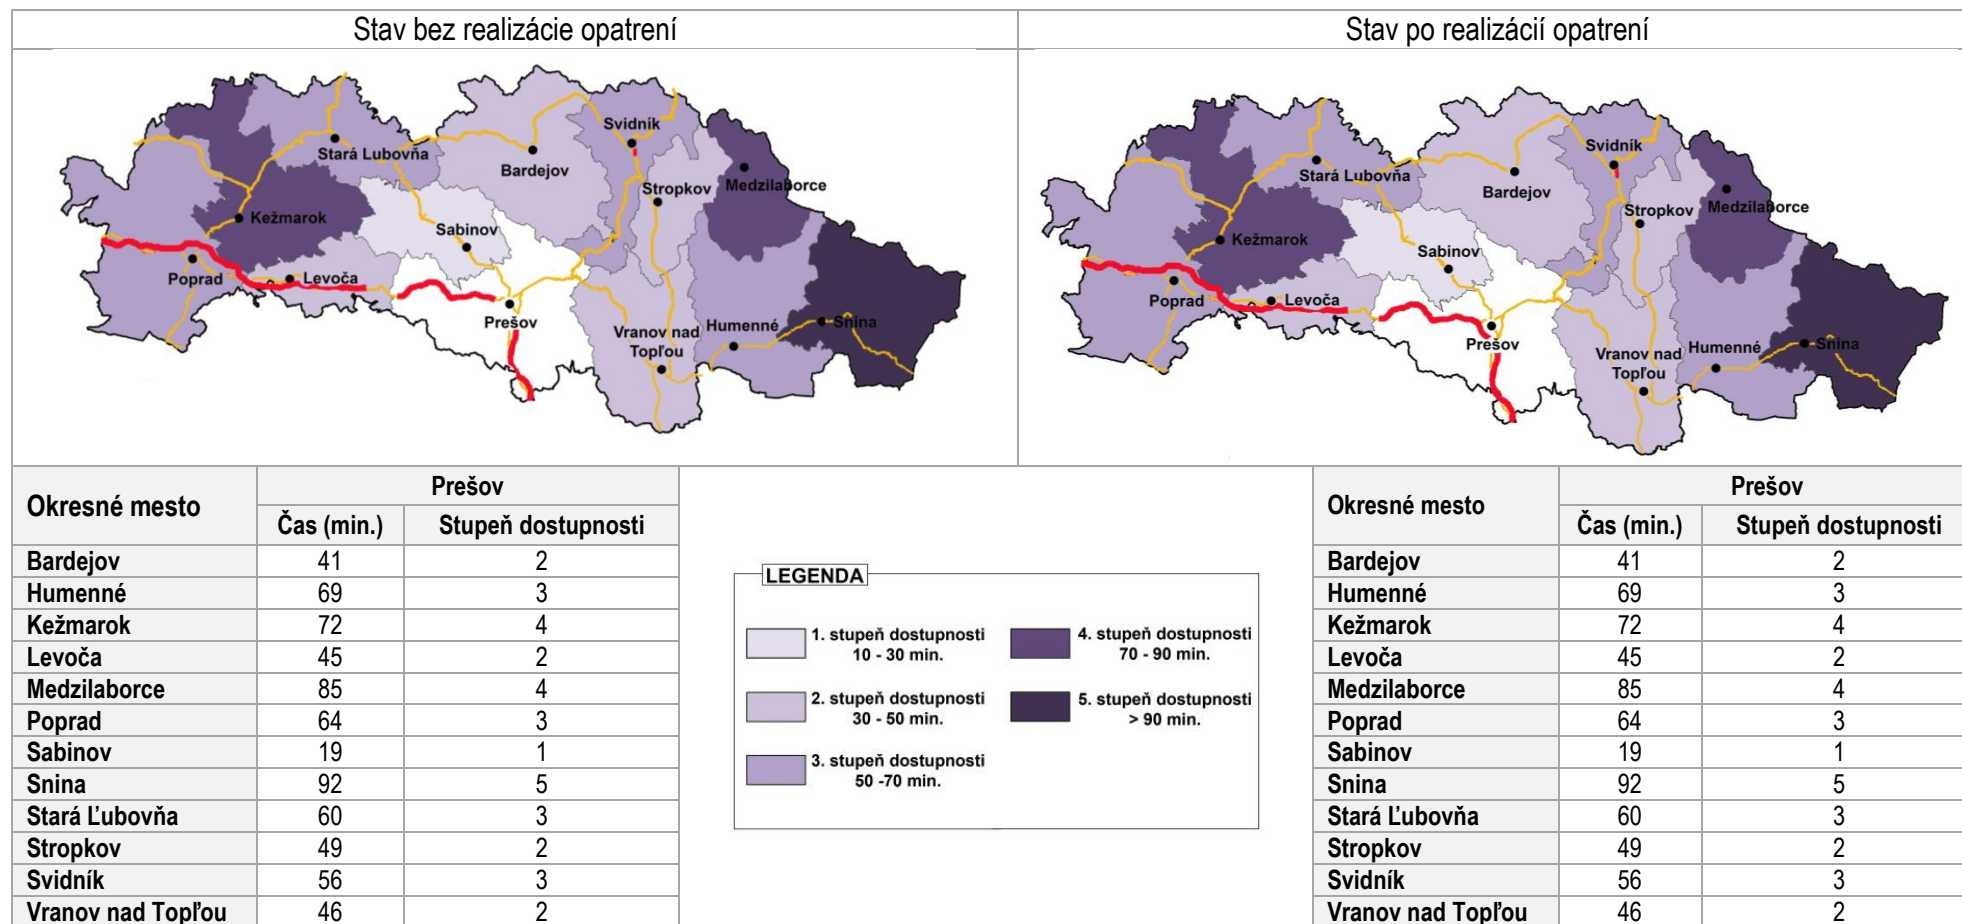 Stav bez realizácie opatrení
Stav po realizácií opatrení
Svidník
Stará Lubovňa
Bardejov
Stropkov
Medzilaborce
Kežmarok
Sabinov
Poprad
Levoča
Prešov
Vranov nad
Topľou
Humenné
Snina
Svidník
Stará Lubovňa
Bardejov
Stropkov
Medzilaborce
Kežmarok
Sabinov
Poprad
Levoča
Prešov
Vranov nad
Topľou
Humenné
Snina
Okresné mesto Prešov
Čas (min.) Stupeň dostupnosti
Bardejov 41 2
Humenné 69 3
Kežmarok 72 4
Levoča 45 2
Medzilaborce 85 4
Poprad 64 3
Sabinov 19 1
Snina 92 5
Stará Ľubovňa 60 3
Stropkov 49 2
Svidník 56 3
Vranov nad Topľou 46 2
LEGENDA
1. stupeň dostupnosti
10 - 30 min.
2. stupeň dostupnosti
30 - 50 min.
3. stupeň dostupnosti
50 -70 min.
4. stupeň dostupnosti
70 - 90 min.
5. stupeň dostupnosti
> 90 min.
Okresné mesto Prešov
Čas (min.) Stupeň dostupnosti
Bardejov 41 2
Humenné 69 3
Kežmarok 72 4
Levoča 45 2
Medzilaborce 85 4
Poprad 64 3
Sabinov 19 1
Snina 92 5
Stará Ľubovňa 60 3
Stropkov 49 2
Svidník 56 3
Vranov nad Topľou 46 2